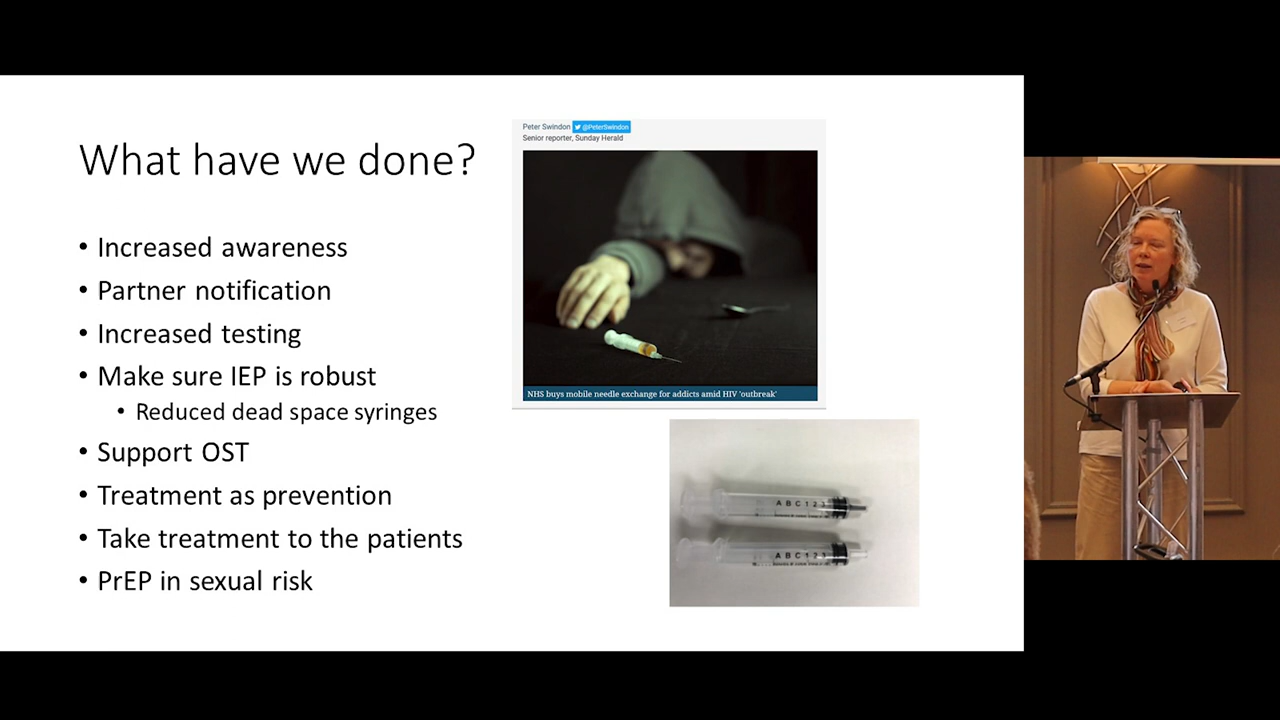 What have we done?
• Increased awareness
• Partner notification
• Increased testing
• Make sure IEP is robust
• Reduced dead space syringes
• Support OST
• Treatment as prevention
• Take treatment to the patients
• PrEP in sexual risk
Peter Swindon @PeterSwindon
Senior reporter, Sunday Herald
NHS buys mobile needle exchange for addicts amid HIV 'outbreak'
A B C 1 2 3
A B C 1 2 3